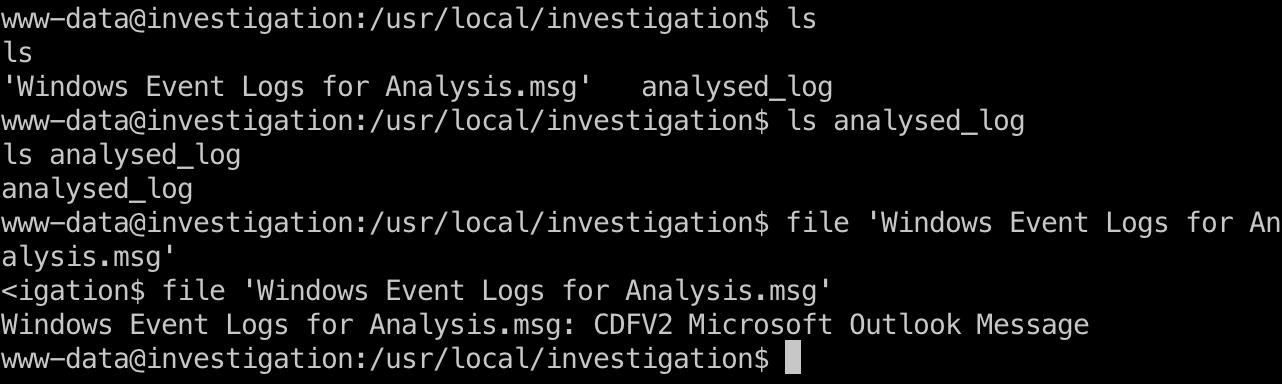 www-data@investigation:/usr/local/investigation$ ls
ls
'Windows Event Logs for Analysis.msg'   analysed_log
www-data@investigation:/usr/local/investigation$ ls analysed_log
ls analysed_log
analysed_log
www-data@investigation:/usr/local/investigation$ file 'Windows Event Logs for An
alysis.msg'
<igation$ file 'Windows Event Logs for Analysis.msg'
Windows Event Logs for Analysis.msg: CDFV2 Microsoft Outlook Message
www-data@investigation:/usr/local/investigation$